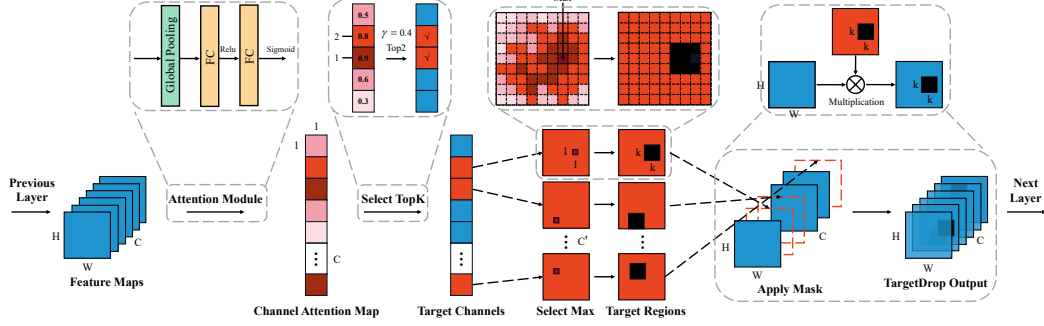 Global Pooling
FC
Relu
FC
Sigmoid
0.5
2
0.8
1
0.9
0.6
0.3
γ = 0.4
Top2
√
√
k
k
H
W
Multiplication
k
k
Previous
Layer
H
W
C
Feature Maps
Attention Module
1
1
C
Channel Attention Map
Select TopK
Target Channels
1
1
C'
Select Max
k
k
Target Regions
H
W
C
Apply Mask
H
W
C
TargetDrop Output
Next
Layer